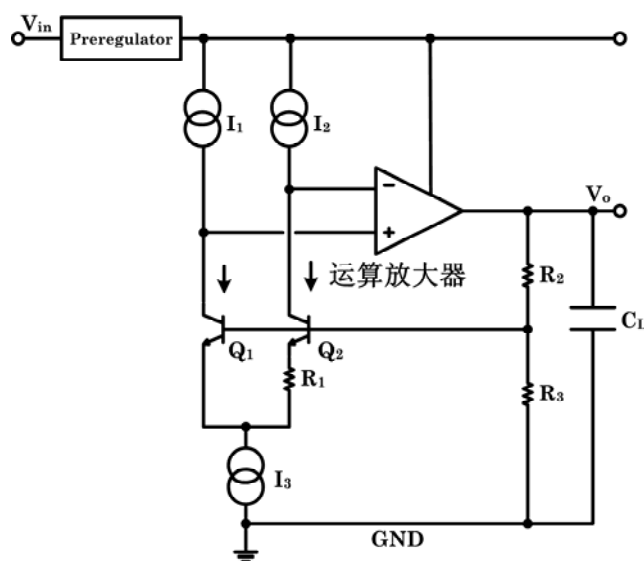 Vin
Preregulator
I1
I2
−
+
Vo
运算放大器
R2
CL
Q1
Q2
R1
R3
I3
GND